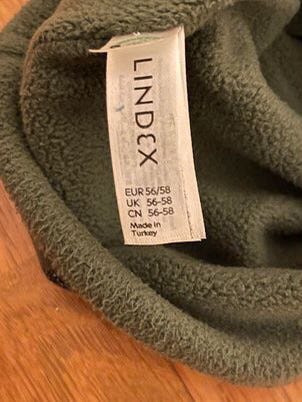 LINDEX
EUR 56/58
UK 56-58
CN 56-58
Made in
Turkey